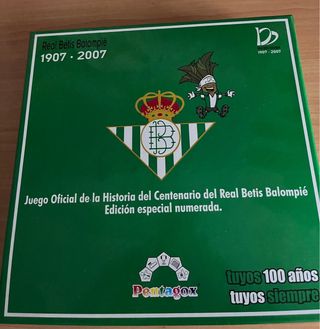 Real Betis Balompié
1907 · 2007
1907 · 2007
Juego Oficial de la Historia del Centenario del Real Betis Balompié
Edición especial numerada.
Pentagox
tuyos 100 años
tuyos siempre